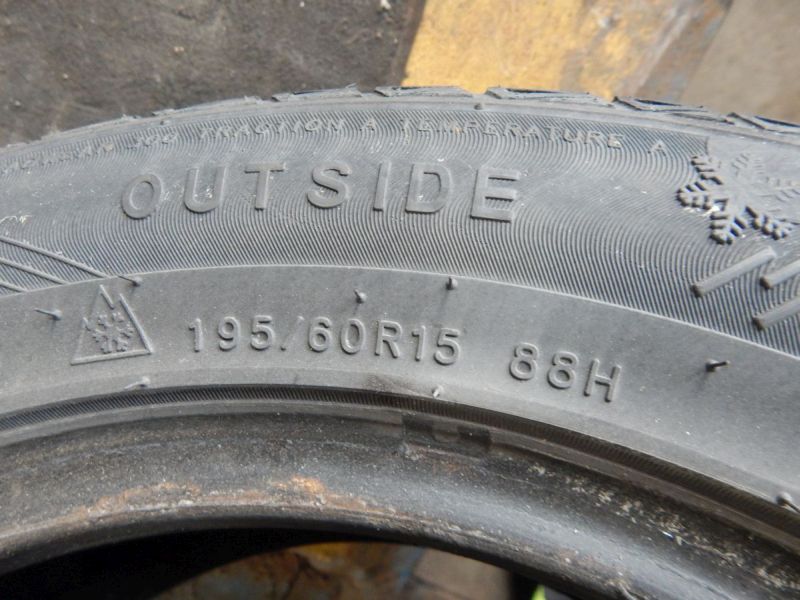 TRACTION A TEMPERATURE A
OUTSIDE
195/60R15 88H